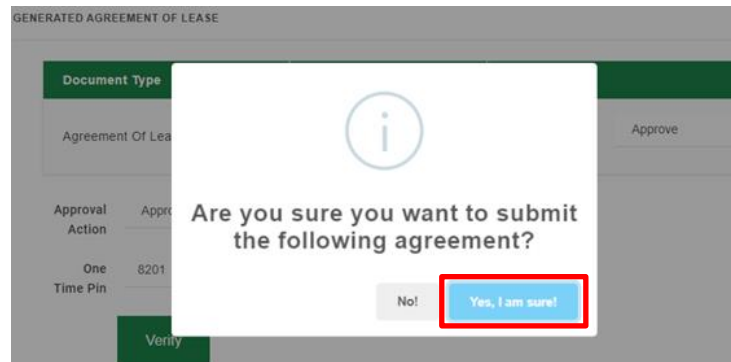 GENERATED AGREEMENT OF LEASE
Document Type
Agreement Of Lea
Approve
Approval Action
Appro
Are you sure you want to submit
the following agreement?
One Time Pin
8201
No!
Yes, I am sure!
Verify